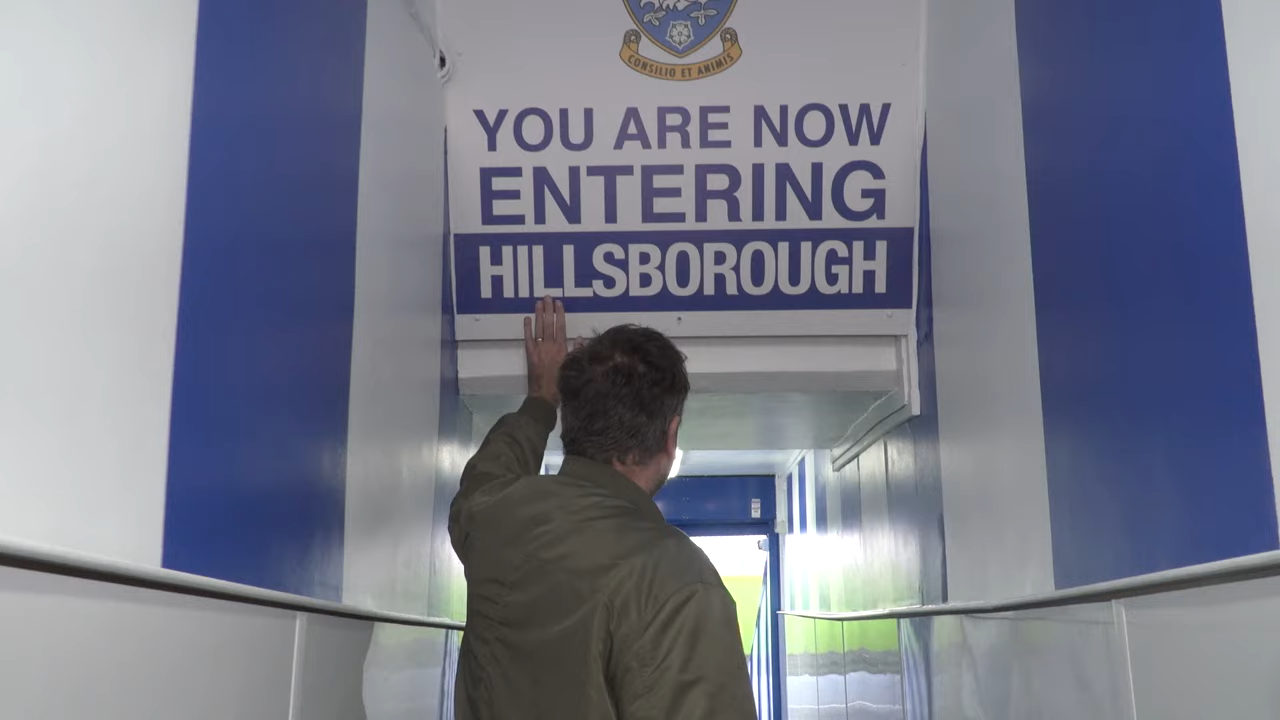 CONSILIO ET ANIMIS
YOU ARE NOW
ENTERING
HILLSBOROUGH